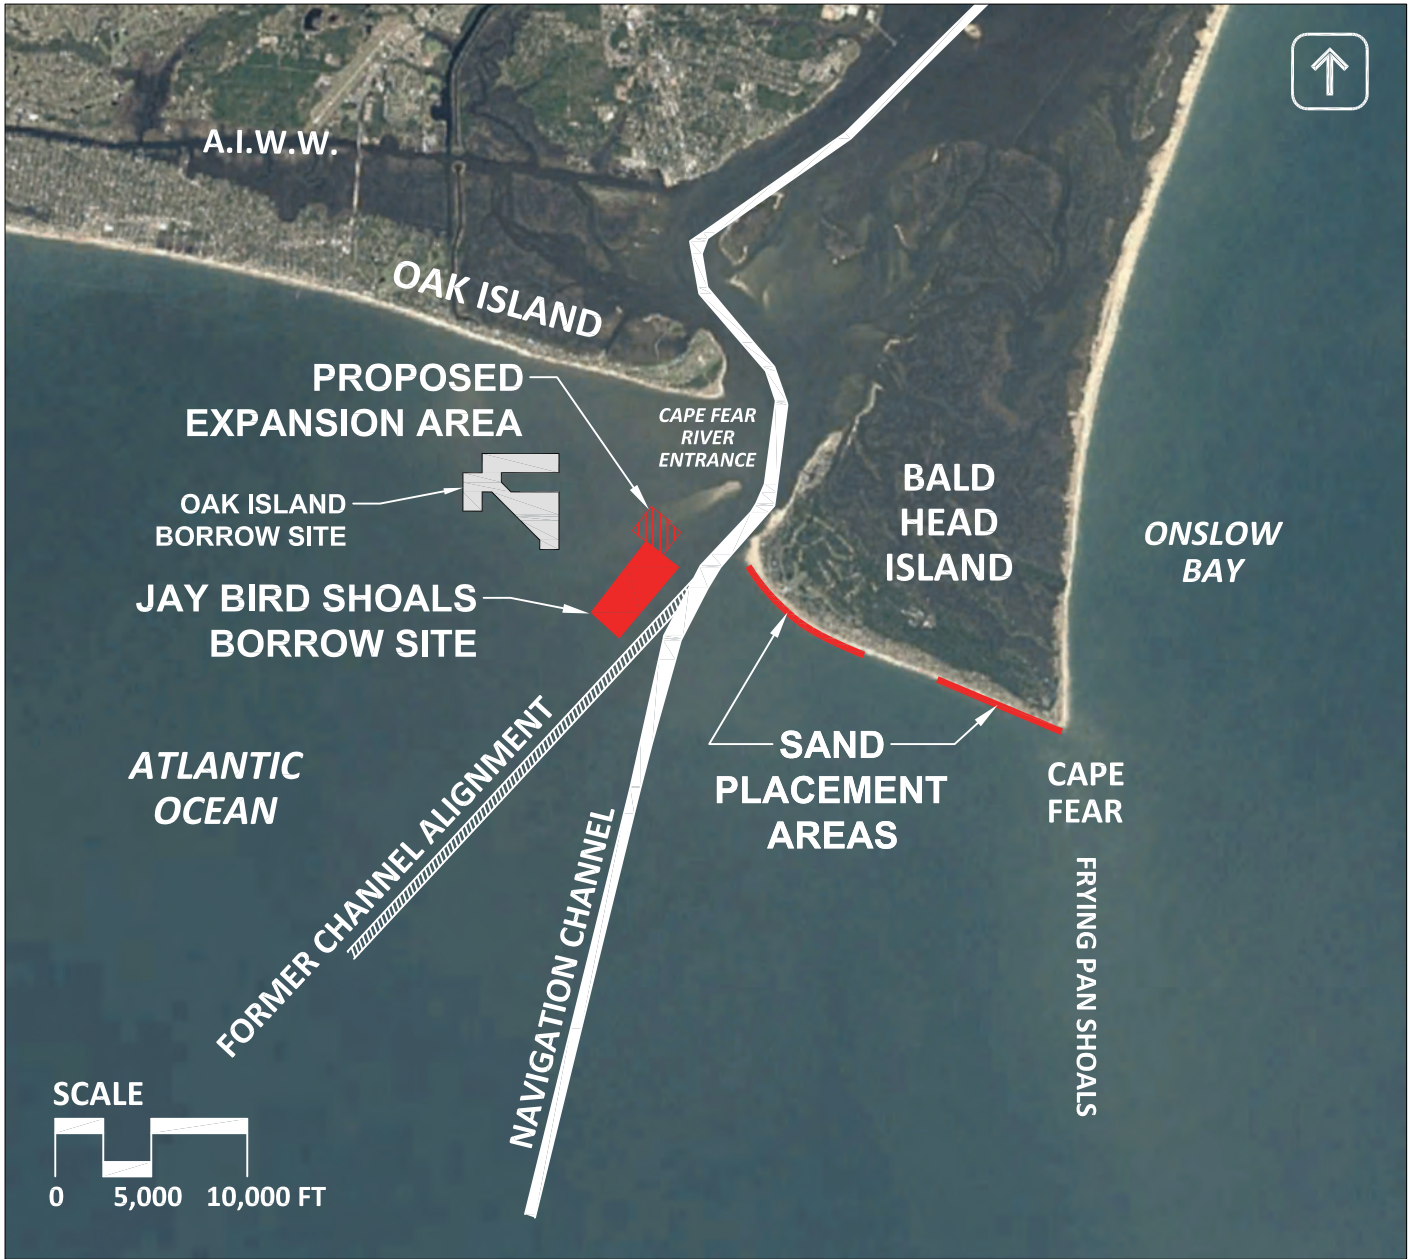 A.I.W.W.
OAK ISLAND
PROPOSED
EXPANSION AREA
CAPE FEAR
RIVER
ENTRANCE
OAK ISLAND
BORROW SITE
BALD
HEAD
ISLAND
ONSLOW
BAY
JAY BIRD SHOALS
BORROW SITE
ATLANTIC
OCEAN
FORMER CHANNEL ALIGNMENT
NAVIGATION CHANNEL
SAND
PLACEMENT
AREAS
CAPE
FEAR
FRYING PAN SHOALS
SCALE
0 5,000 10,000 FT